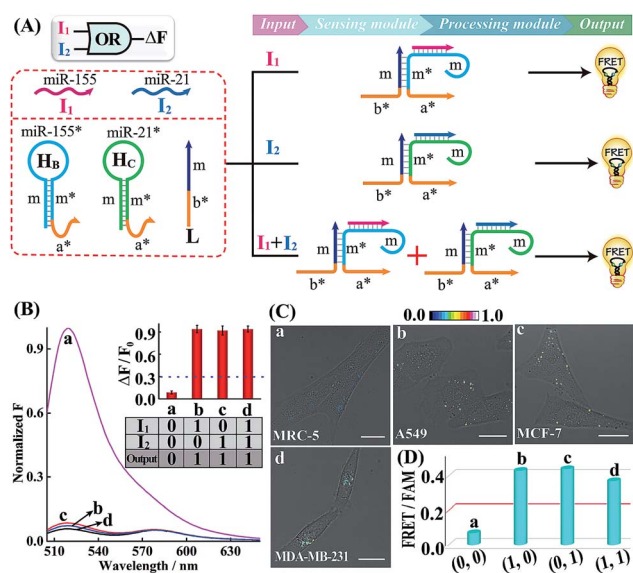 (A)
I₁
I₂
OR
ΔF
miR-155 miR-21
I₁ I₂
miR-155* miR-21*
H_B H_C
m m* m m* m
b*
a* a* L
Input Sensing module Processing module Output
I₁
m m* m
b* a*
FRET
I₂
m m* m
b* a*
FRET
I₁+I₂
m m* m + m m* m
b* a* b* a*
FRET
(B)
Normalized F
0.9
0.6
0.3
0.0
510 540 570 600 630
Wavelength / nm
a
c b
d
ΔF / F₀
0.9
0.6
0.3
0.0
a b c d
I₁ 0 1 0 1
I₂ 0 0 1 1
Output 0 1 1 1
(C)
0.0 1.0
a
MRC-5
b
A549
c
MCF-7
d
MDA-MB-231
(D)
FRET / FAM
0.4
0.2
0.0
a b c d
(0, 0) (1, 0) (0, 1) (1, 1)